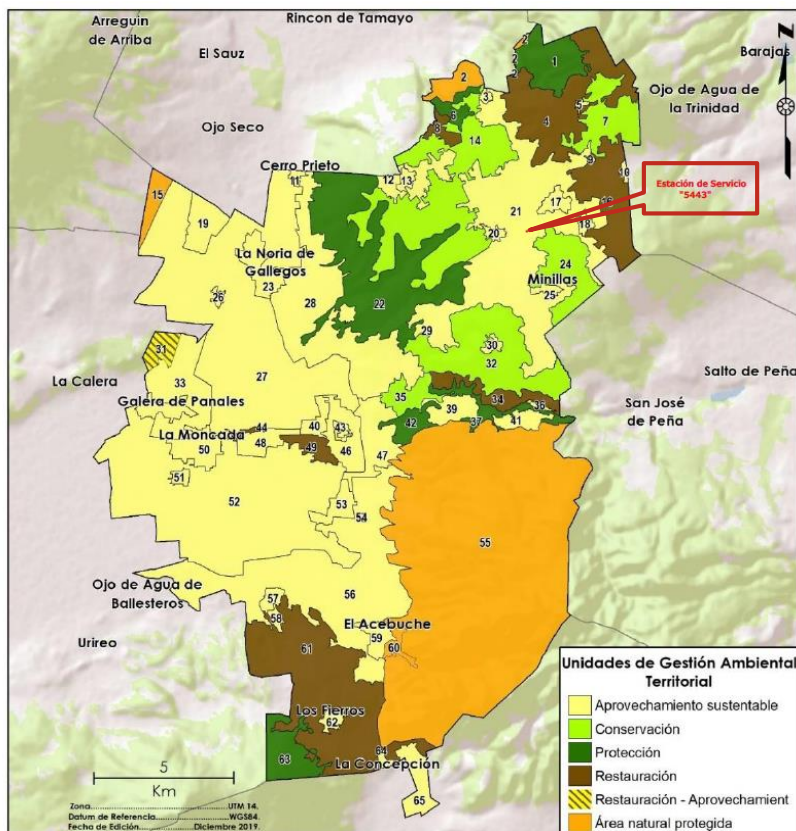 Arreguin
de Arriba
Rincon de Tamayo
El Sauz
Barajas
Ojo de Agua de
la Trinidad
Ojo Seco
Cerro Prieto
Estación de Servicio
"5443"
La Noria de
Gallegos
Minillas
La Calera
Galera de Panales
La Moncada
Salto de Peña
San José
de Peña
Ojo de Agua de
Ballesteros
Urireo
El Acebuche
Los Fierros
La Concepción
1
2
2
2
3
4
5
6
7
8
9
10
11
12
13
14
15
16
17
18
19
20
21
22
23
24
25
26
27
28
29
30
31
32
33
34
35
36
37
39
40
41
42
43
44
46
47
48
49
50
51
52
53
54
55
56
57
58
59
60
61
62
63
64
65
Z
5
Km
Zona UTM 14.
Datum de Referencia WGS84.
Fecha de Edición Diciembre 2019.
Unidades de Gestión Ambiental
Territorial
Aprovechamiento sustentable
Conservación
Protección
Restauración
Restauración - Aprovechamient
Área natural protegida